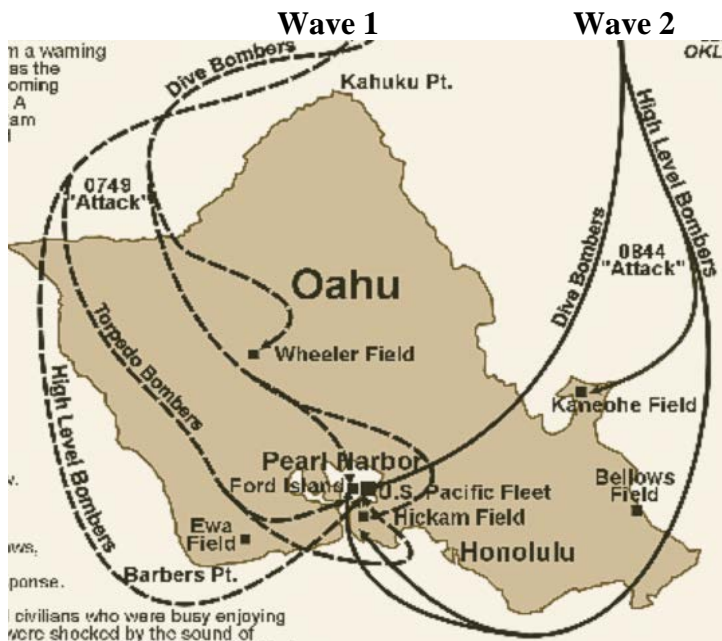 Wave 1 Wave 2
m a warning
as the
oming
A
am
OKL
Dive Bombers
Kahuku Pt.
High Level Bombers
0749
"Attack"
0844
"Attack"
Dive Bombers
Oahu
Torpedo Bombers
Wheeler Field
High Level Bombers
Kaneohe Field
Pearl Harbor
Ford Island
U.S. Pacific Fleet
Bellows
Field
Hickam Field
Ewa
Field
Honolulu
Barbers Pt.
ws,
ponse.
civilians who were busy enjoying
were shocked by the sound of